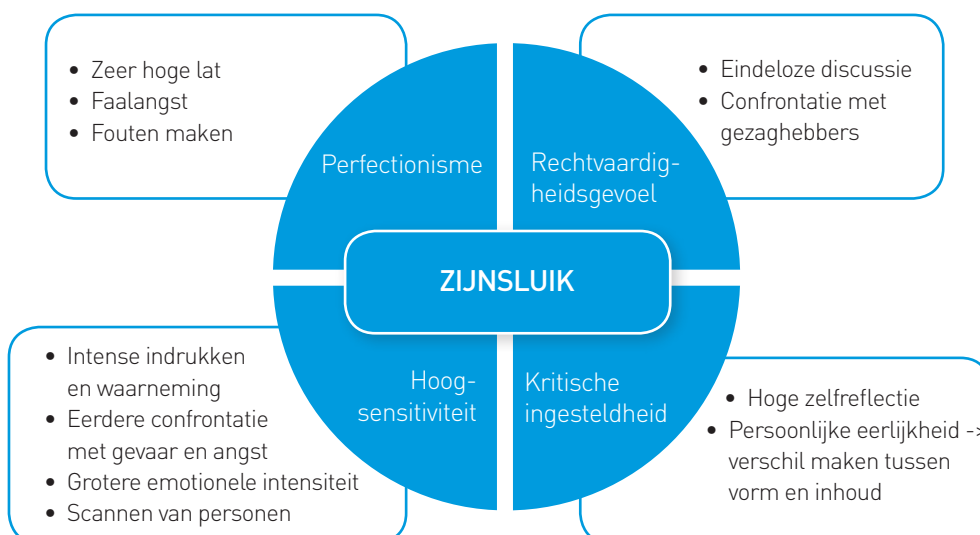 • Zeer hoge lat
• Faalangst
• Fouten maken
• Eindeloze discussie
• Confrontatie met
gezaghebbers
Perfectionisme
Rechtvaardig-
heidsgevoel
ZIJNSLUIK
Hoog-
sensitiviteit
Kritische
ingesteldheid
• Intense indrukken
en waarneming
• Eerdere confrontatie
met gevaar en angst
• Grotere emotionele intensiteit
• Scannen van personen
• Hoge zelfreflectie
• Persoonlijke eerlijkheid ->
verschil maken tussen
vorm en inhoud